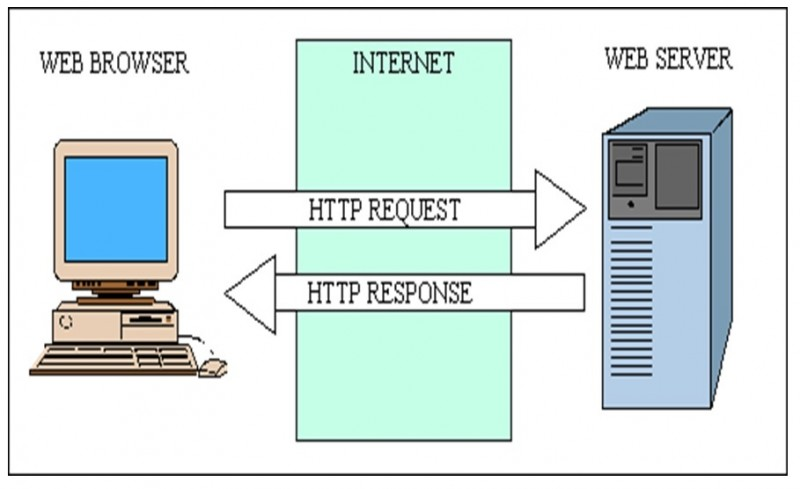 WEB BROWSER
INTERNET
WEB SERVER
HTTP REQUEST
HTTP RESPONSE